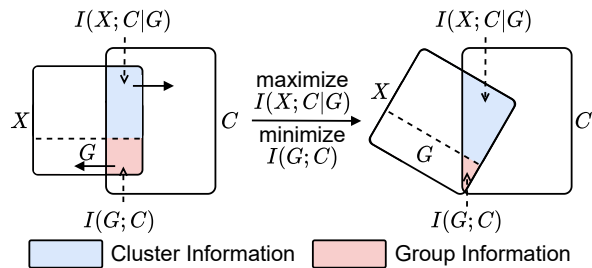 I(X;C|G)
X
G
C
I(G;C)
maximize
I(X;C|G)
minimize
I(G;C)
I(X;C|G)
X
G
C
I(G;C)
Cluster Information
Group Information